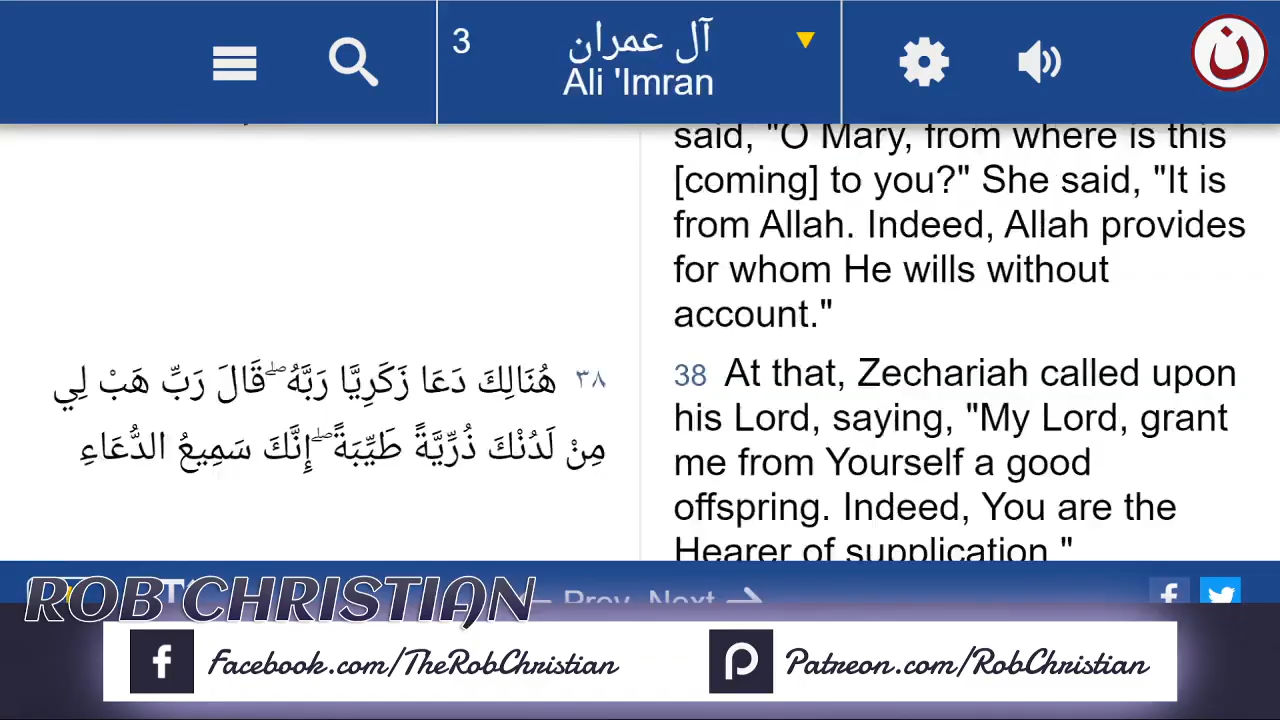 3
آل عمران
Ali 'Imran
ن
said, "O Mary, from where is this
[coming] to you?" She said, "It is
from Allah. Indeed, Allah provides
for whom He wills without
account."
٣٨ هُنَالِكَ دَعَا زَكَرِيَّا رَبَّهُ ۖ قَالَ رَبِّ هَبْ لِي
مِنْ لَدُنْكَ ذُرِّيَّةً طَيِّبَةً ۖ إِنَّكَ سَمِيعُ الدُّعَاءِ
38 At that, Zechariah called upon
his Lord, saying, "My Lord, grant
me from Yourself a good
offspring. Indeed, You are the
Hearer of supplication."
← Prev Next →
ROB CHRISTIAN
Facebook.com/TheRobChristian
Patreon.com/RobChristian